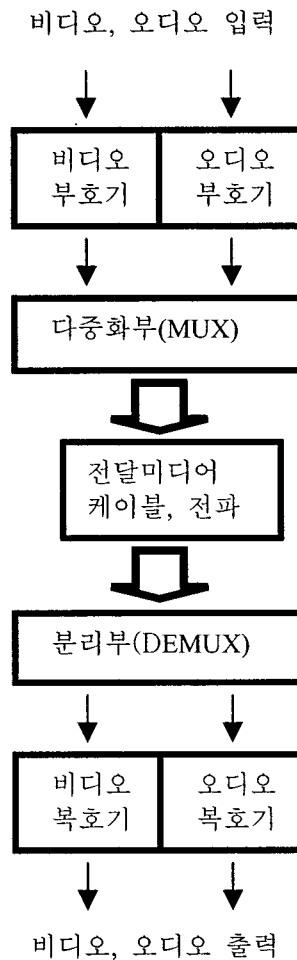 비디오, 오디오 입력
비디오 오디오
부호기 부호기
다중화부(MUX)
전달미디어
케이블, 전파
분리부(DEMUX)
비디오 오디오
복호기 복호기
비디오, 오디오 출력